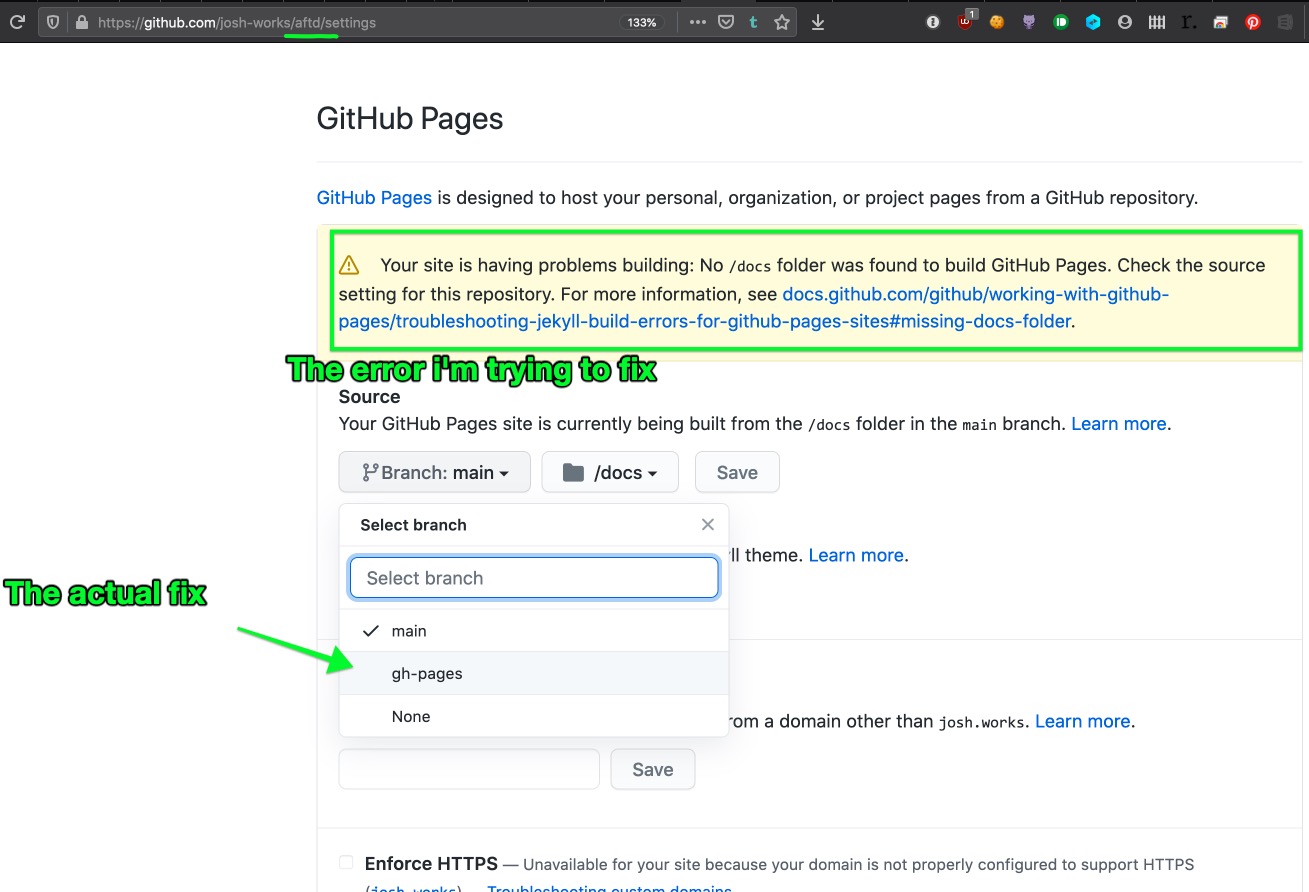 https://github.com/josh-works/aftd/settings
133%
t
1
r.
GitHub Pages
GitHub Pages is designed to host your personal, organization, or project pages from a GitHub repository.
Your site is having problems building: No /docs folder was found to build GitHub Pages. Check the source
setting for this repository. For more information, see docs.github.com/github/working-with-github-
pages/troubleshooting-jekyll-build-errors-for-github-pages-sites#missing-docs-folder.
The error i'm trying to fix
Source
Your GitHub Pages site is currently being built from the /docs folder in the main branch. Learn more.
Branch: main
/docs
Save
Select branch
ll theme. Learn more.
Select branch
The actual fix
main
gh-pages
None
rom a domain other than josh.works. Learn more.
Save
Enforce HTTPS — Unavailable for your site because your domain is not properly configured to support HTTPS
(josh.works) — Troubleshooting custom domains